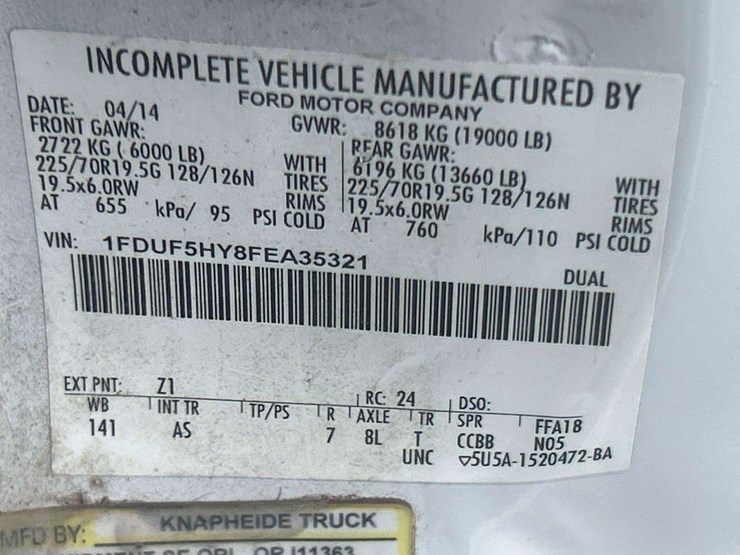 INCOMPLETE VEHICLE MANUFACTURED BY
FORD MOTOR COMPANY
DATE: 04/14 GVWR: 8618 KG (19000 LB)
FRONT GAWR: REAR GAWR:
2722 KG ( 6000 LB) WITH 6196 KG (13660 LB) WITH
225/70R19.5G 128/126N TIRES 225/70R19.5G 128/126N TIRES
19.5x6.0RW RIMS 19.5x6.0RW RIMS
AT 655 kPa/ 95 PSI COLD AT 760 kPa/110 PSI COLD
VIN: 1FDUF5HY8FEA35321 DUAL
EXT PNT: Z1 RC: 24 DSO:
WB INT TR TP/PS R AXLE TR SPR FFA18
141 AS 7 8L T CCBB N05
UNC ▽5U5A-1520472-BA
MFD BY: KNAPHEIDE TRUCK